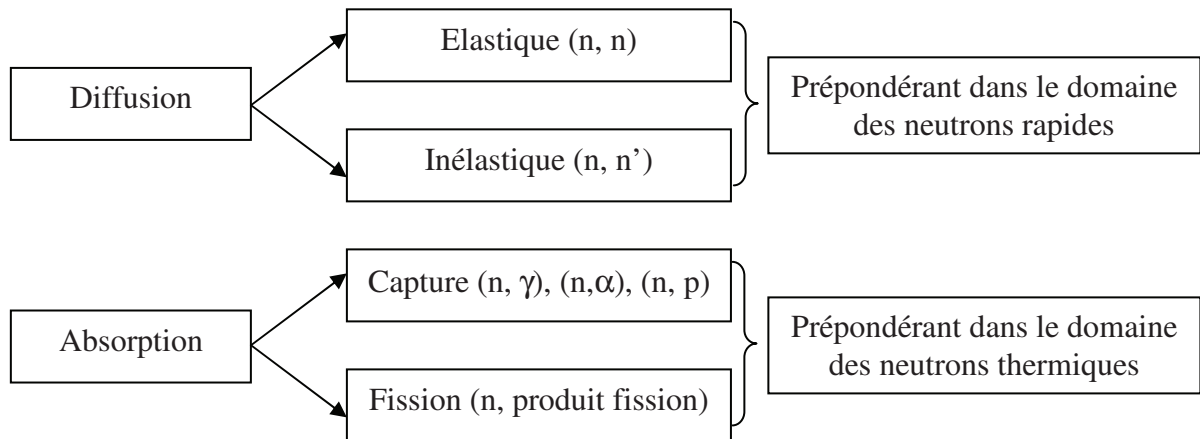 Elastique (n, n)
Diffusion
Prépondérant dans le domaine
des neutrons rapides
Inélastique (n, n’)
Capture (n, γ), (n,α), (n, p)
Absorption
Prépondérant dans le domaine
des neutrons thermiques
Fission (n, produit fission)